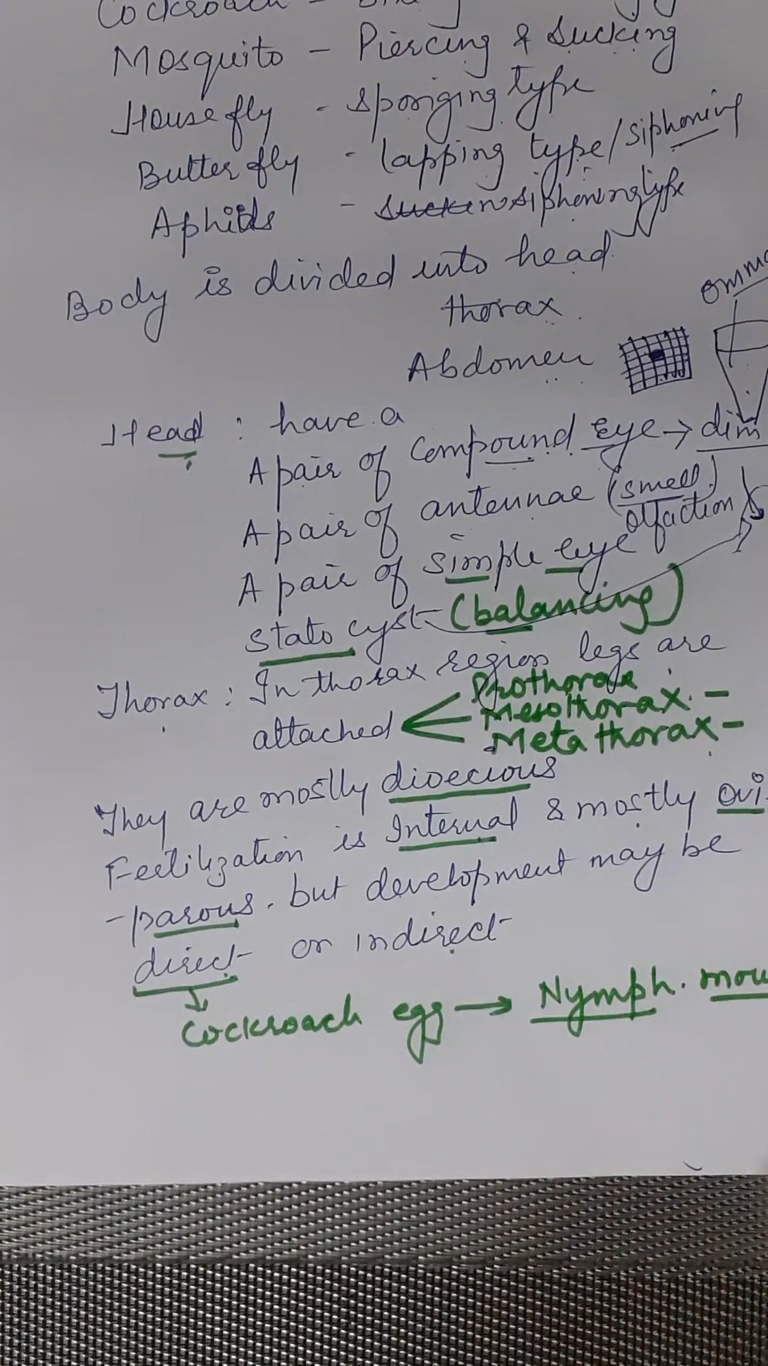 Cockroach -
Mosquito - Piercing & Sucking
Housefly - Sponging type
Butterfly - lapping type/siphoning
Aphids - siphoning type
Body is divided into head
thorax.
Abdomen
Head : have a
A pair of Compound Eye → dim
A pair of antennae (smell)
olfaction
A pair of simple eye
stato cyst (balancing)
Thorax : In thorax region legs are
attached
Prothorax
Mesothorax. -
Metathorax -
They are mostly dioecious
Fertilization is Internal & mostly Ovi
-parous. but development may be
direct or indirect
Cockroach egg → Nymph. mou